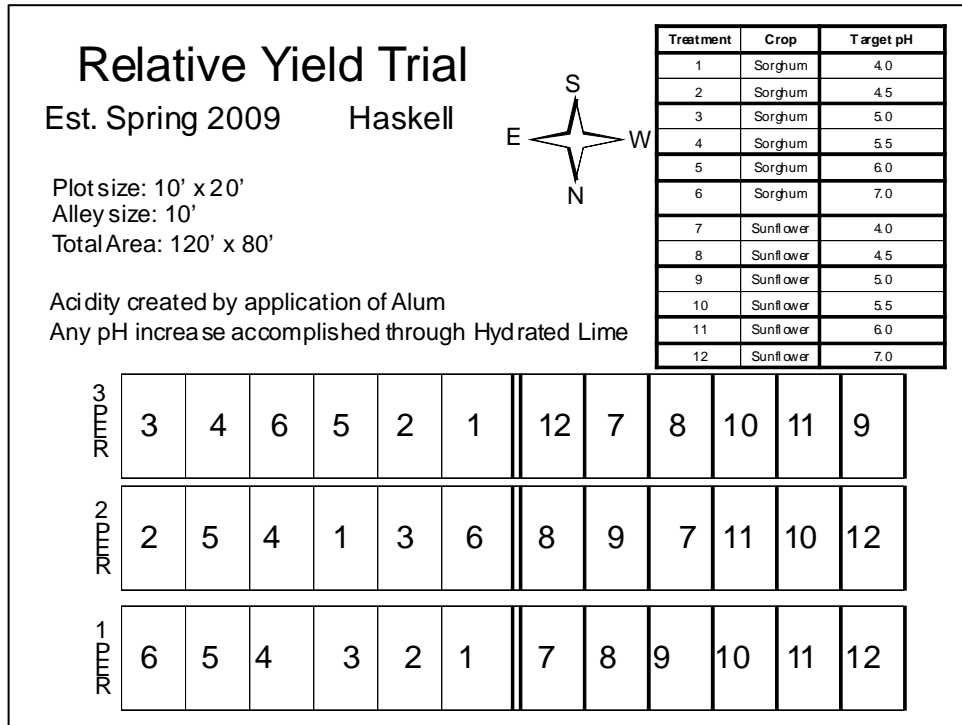 Relative Yield Trial
Est. Spring 2009 Haskell
Plot size: 10' x 20'
Alley size: 10'
Total Area: 120' x 80'
Acidity created by application of Alum
Any pH increase accomplished through Hydrated Lime
S
E W
N
Treatment Crop Target pH
1 Sorghum 4.0
2 Sorghum 4.5
3 Sorghum 5.0
4 Sorghum 5.5
5 Sorghum 6.0
6 Sorghum 7.0
7 Sunflower 4.0
8 Sunflower 4.5
9 Sunflower 5.0
10 Sunflower 5.5
11 Sunflower 6.0
12 Sunflower 7.0
3 PER
3 4 6 5 2 1 12 7 8 10 11 9
2 PER
2 5 4 1 3 6 8 9 7 11 10 12
1 PER
6 5 4 3 2 1 7 8 9 10 11 12